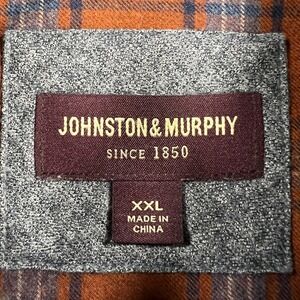 JOHNSTON & MURPHY
SINCE 1850
XXL
MADE IN
CHINA